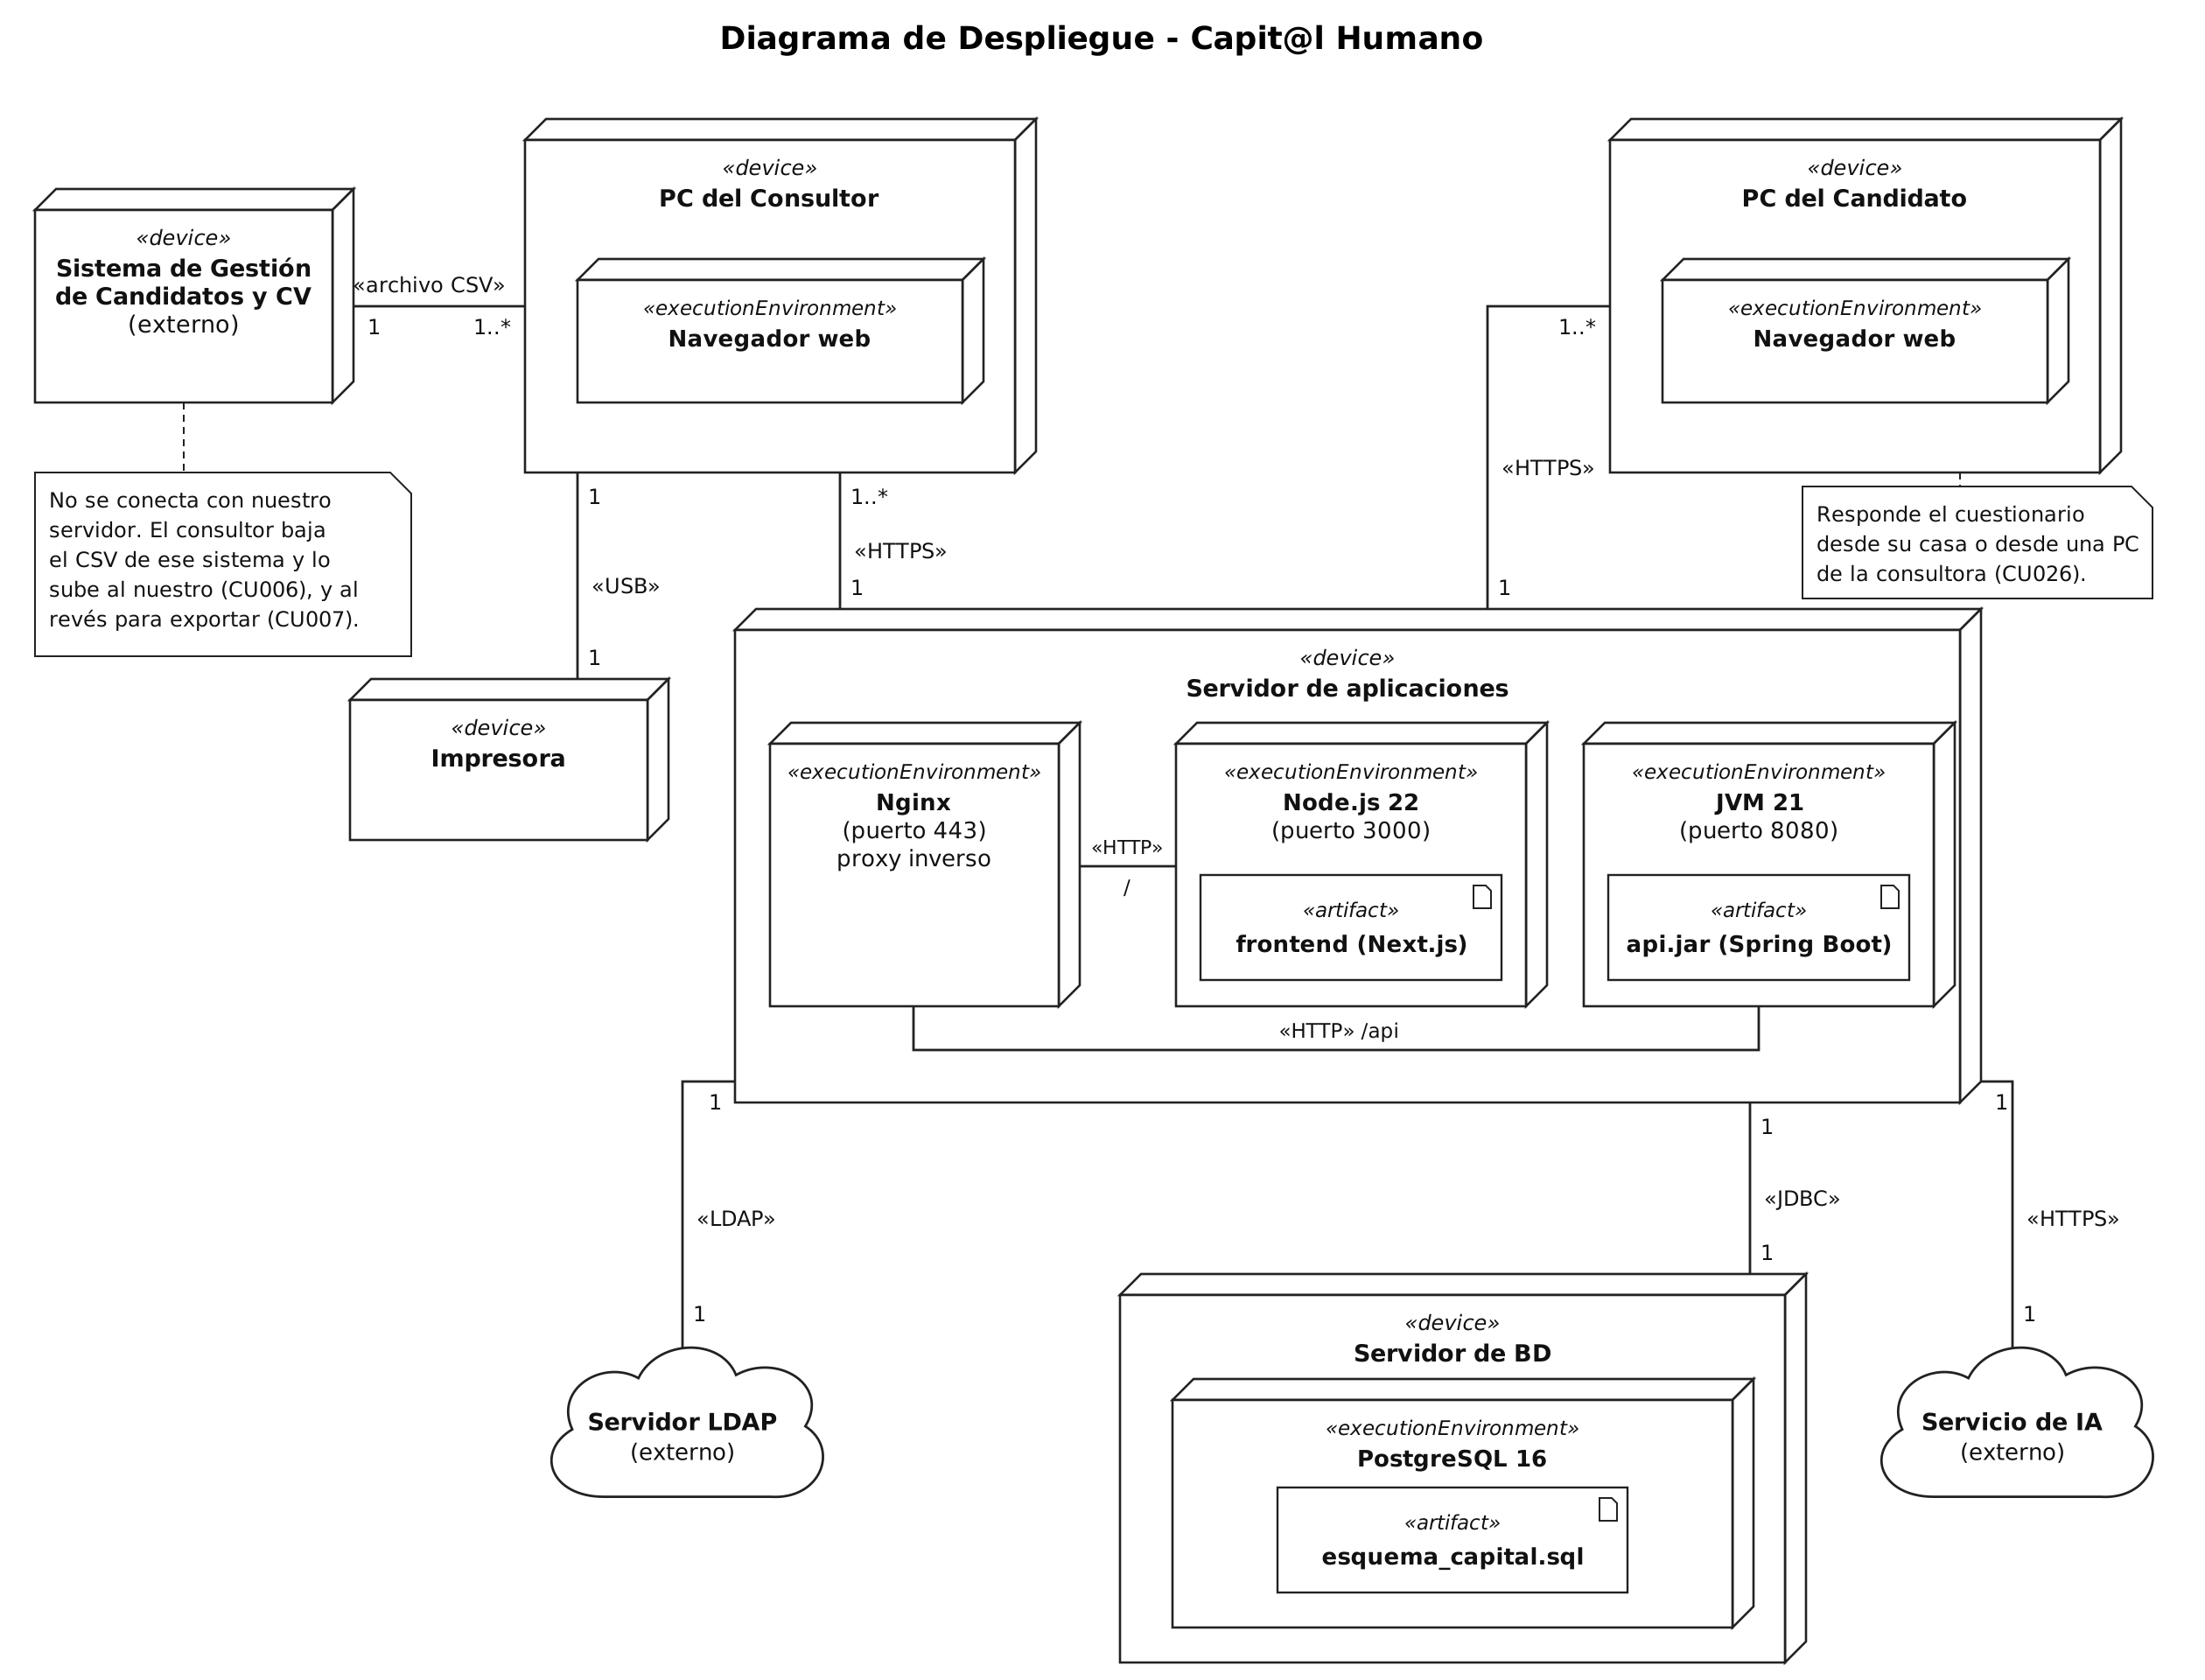 Diagrama de Despliegue - Capit@l Humano
«device»
Sistema de Gestión
de Candidatos y CV
(externo)
«archivo CSV»
1
1..*
«device»
PC del Consultor
«executionEnvironment»
Navegador web
«device»
PC del Candidato
«executionEnvironment»
Navegador web
1..*
«HTTPS»
1
No se conecta con nuestro
servidor. El consultor baja
el CSV de ese sistema y lo
sube al nuestro (CU006), y al
revés para exportar (CU007).
1
«USB»
1
1..*
«HTTPS»
1
Responde el cuestionario
desde su casa o desde una PC
de la consultora (CU026).
«device»
Impresora
«device»
Servidor de aplicaciones
«executionEnvironment»
Nginx
(puerto 443)
proxy inverso
«HTTP»
/
«executionEnvironment»
Node.js 22
(puerto 3000)
«artifact»
frontend (Next.js)
«executionEnvironment»
JVM 21
(puerto 8080)
«artifact»
api.jar (Spring Boot)
«HTTP» /api
1
«LDAP»
1
1
«JDBC»
1
1
«HTTPS»
1
Servidor LDAP
(externo)
«device»
Servidor de BD
«executionEnvironment»
PostgreSQL 16
«artifact»
esquema_capital.sql
Servicio de IA
(externo)